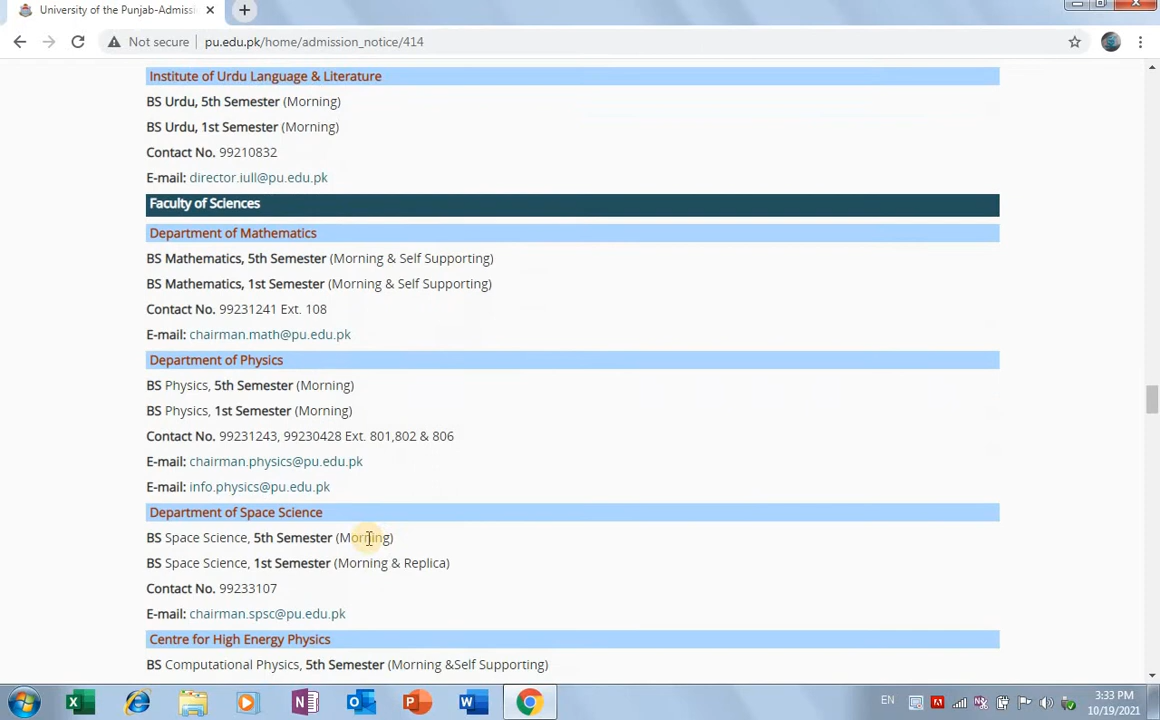 University of the Punjab-Admissi
Not secure
pu.edu.pk/home/admission_notice/414
Institute of Urdu Language & Literature
BS Urdu, 5th Semester (Morning)
BS Urdu, 1st Semester (Morning)
Contact No. 99210832
E-mail: director.iull@pu.edu.pk
Faculty of Sciences
Department of Mathematics
BS Mathematics, 5th Semester (Morning & Self Supporting)
BS Mathematics, 1st Semester (Morning & Self Supporting)
Contact No. 99231241 Ext. 108
E-mail: chairman.math@pu.edu.pk
Department of Physics
BS Physics, 5th Semester (Morning)
BS Physics, 1st Semester (Morning)
Contact No. 99231243, 99230428 Ext. 801,802 & 806
E-mail: chairman.physics@pu.edu.pk
E-mail: info.physics@pu.edu.pk
Department of Space Science
BS Space Science, 5th Semester (Morning)
BS Space Science, 1st Semester (Morning & Replica)
Contact No. 99233107
E-mail: chairman.spsc@pu.edu.pk
Centre for High Energy Physics
BS Computational Physics, 5th Semester (Morning &Self Supporting)
EN
3:33 PM
10/19/2021